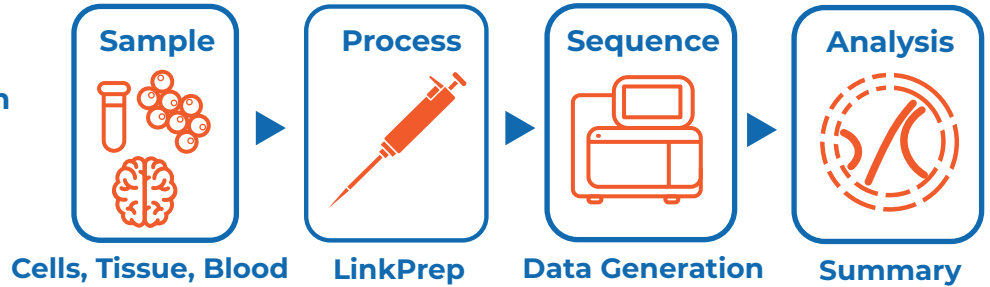 Sample
Process
Sequence
Analysis
n
Cells, Tissue, Blood
LinkPrep
Data Generation
Summary